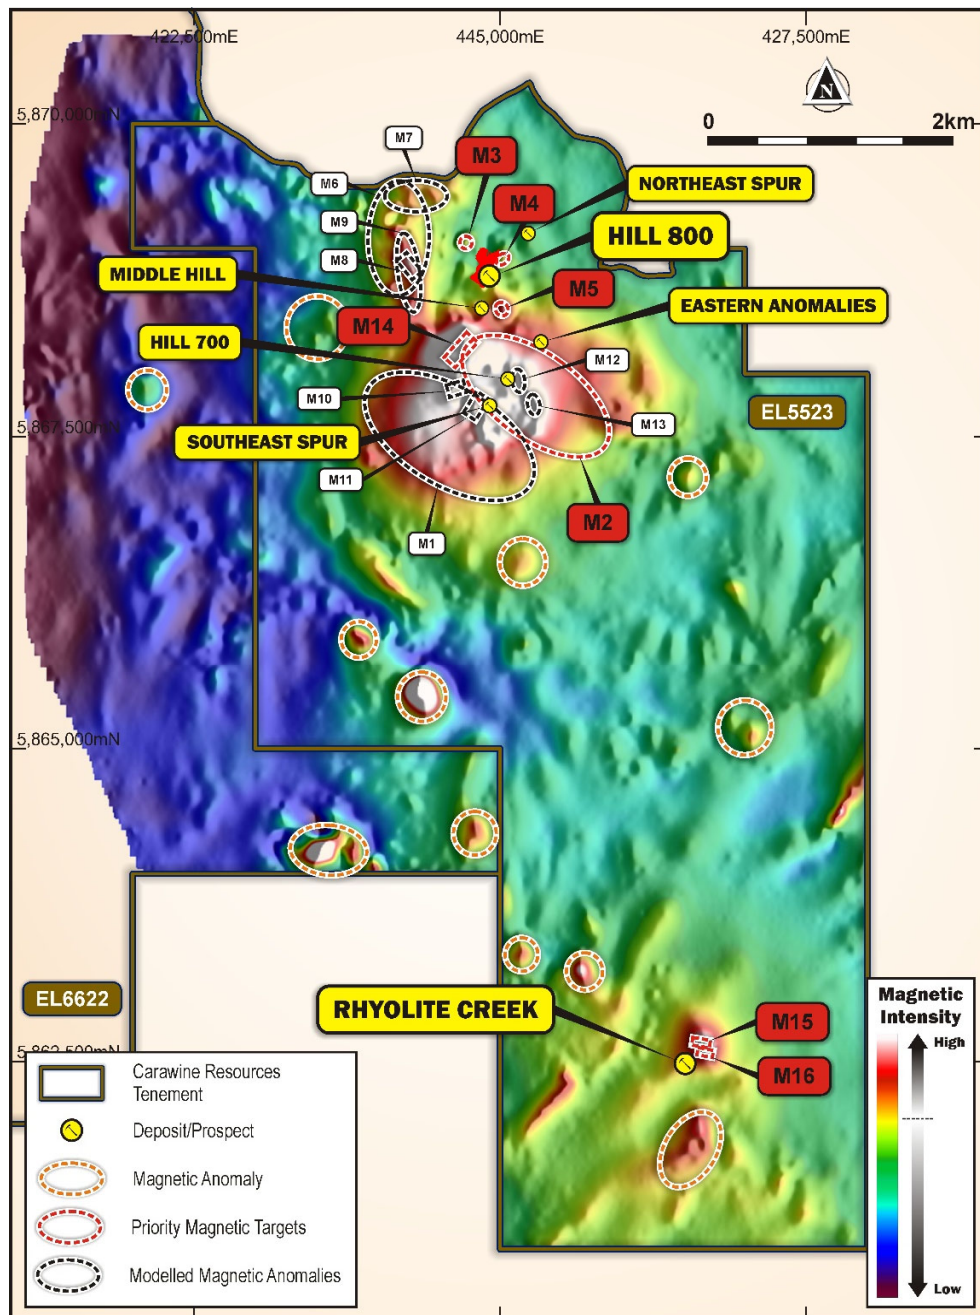 422,500mE
445,000mE
427,500mE
5,870,000mN
N
0
2km
M7
M3
M6
M4
NORTHEAST SPUR
M9
HILL 800
M8
MIDDLE HILL
M5
EASTERN ANOMALIES
M14
HILL 700
M12
M10
EL5523
5,867,500mN
SOUTHEAST SPUR
M13
M11
M2
M1
5,865,000mN
EL6622
RHYOLITE CREEK
M15
M16
Magnetic
Intensity
High
Low
Carawine Resources
Tenement
Deposit/Prospect
Magnetic Anomaly
Priority Magnetic Targets
Modelled Magnetic Anomalies